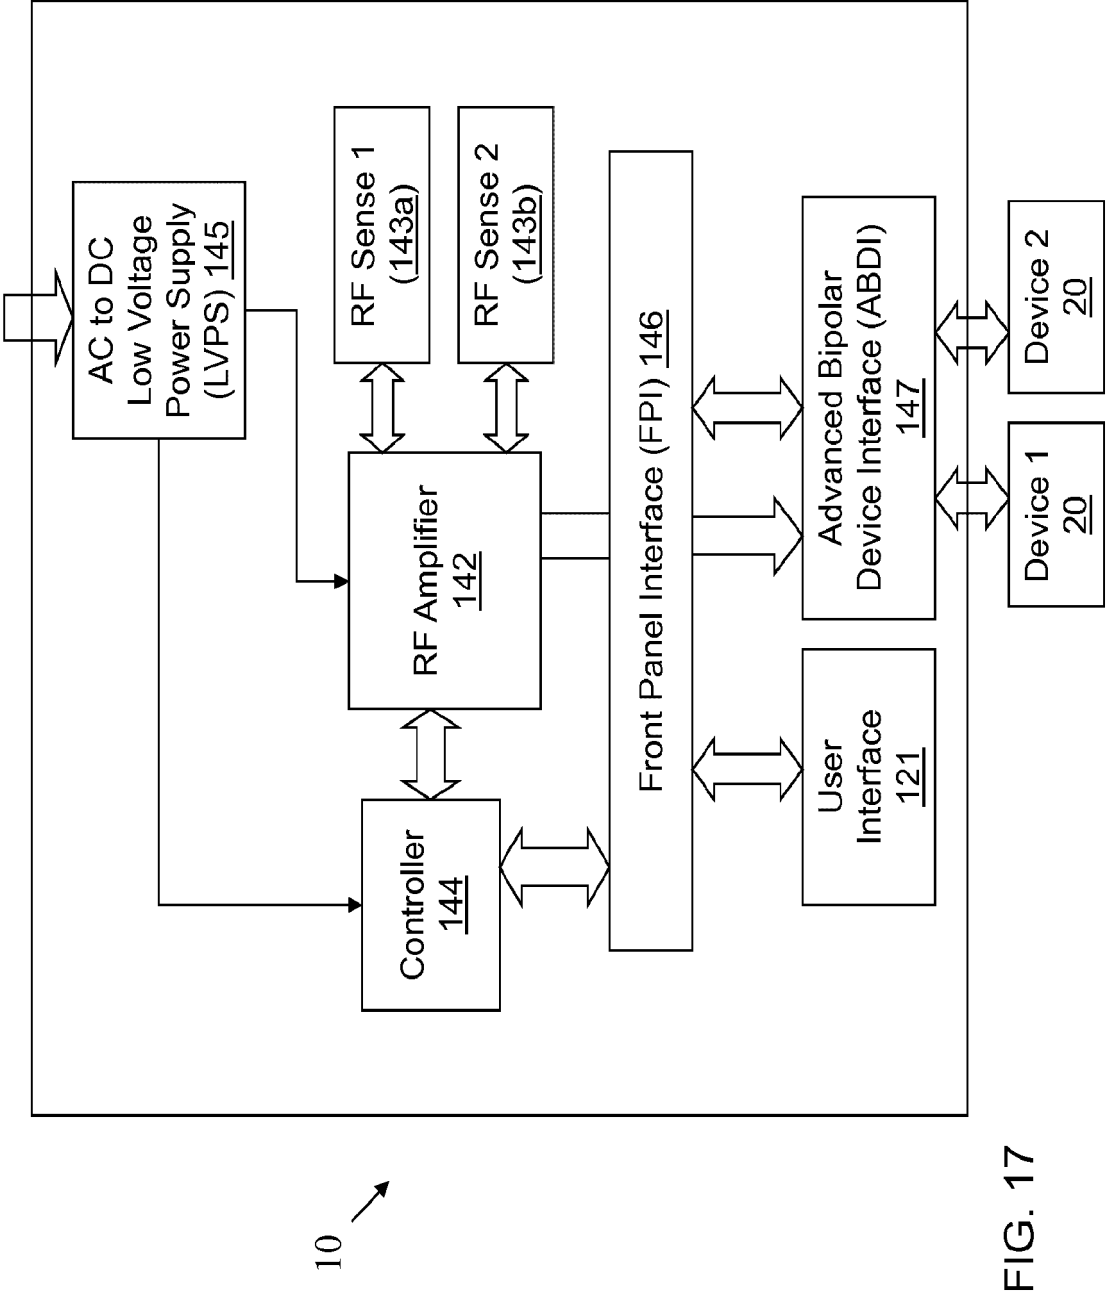 AC to DC
Low Voltage
Power Supply
(LVPS) 145
RF Sense 1
(143a)
RF Sense 2
(143b)
RF Amplifier
142
Controller
144
Front Panel Interface (FPI) 146
Advanced Bipolar
Device Interface (ABDI)
147
User
Interface
121
Device 2
20
Device 1
20
10
FIG. 17